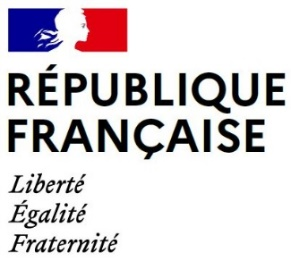 RÉPUBLIQUE
FRANÇAISE
Liberté
Égalité
Fraternité